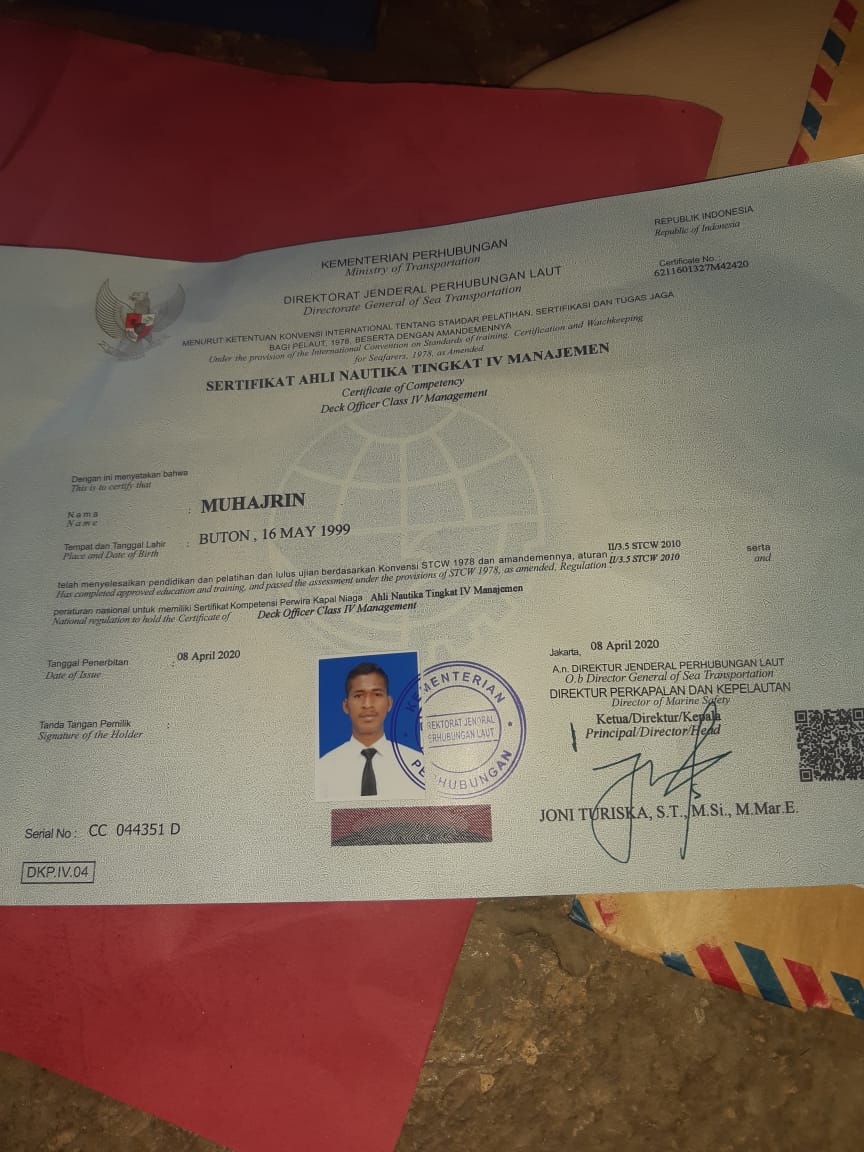 REPUBLIK INDONESIA
Republic of Indonesia
KEMENTERIAN PERHUBUNGAN
Ministry of Transportation
DIREKTORAT JENDERAL PERHUBUNGAN LAUT
Directorate General of Sea Transportation
Certificate No. :
6211601327M42420
MENURUT KETENTUAN KONVENSI INTERNATIONAL TENTANG STANDAR PELATIHAN, SERTIFIKASI DAN TUGAS JAGA
BAGI PELAUT, 1978, BESERTA DENGAN AMANDEMENNYA
Under the provision of the International Convention on Standards of training, Certification and Watchkeeping
for Seafarers, 1978, as Amended.
SERTIFIKAT AHLI NAUTIKA TINGKAT IV MANAJEMEN
Certificate of Competency
Deck Officer Class IV Management
Dengan ini menyatakan bahwa
This is to certify that
Nama : MUHAJRIN
Name
Tempat dan Tanggal Lahir : BUTON , 16 MAY 1999
Place and Date of Birth
telah menyelesaikan pendidikan dan pelatihan dan lulus ujian berdasarkan Konvensi STCW 1978 dan amandemennya, aturan II/3.5 STCW 2010 serta
Has completed approved education and training, and passed the assessment under the provisions of STCW 1978, as amended, Regulation II/3.5 STCW 2010 and
peraturan nasional untuk memiliki Sertifikat Kompetensi Perwira Kapal Niaga Ahli Nautika Tingkat IV Manajemen
National regulation to hold the Certificate of Deck Officer Class IV Management
Tanggal Penerbitan : 08 April 2020
Date of Issue
Tanda Tangan Pemilik :
Signature of the Holder
Jakarta, 08 April 2020
A.n. DIREKTUR JENDERAL PERHUBUNGAN LAUT
O.b Director General of Sea Transportation
DIREKTUR PERKAPALAN DAN KEPELAUTAN
Director of Marine Safety
Ketua/Direktur/Kepala
Principal/Director/Head
KEMENTERIAN
REKTORAT JENDRAL
ERHUBUNGAN LAUT
PERHUBUNGAN
JONI TURISKA, S.T., M.Si., M.Mar.E.
Serial No : CC 044351 D
DKP.IV.04